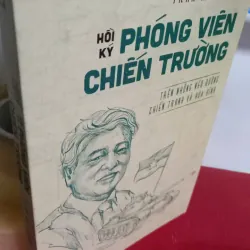 HỒI KÝ
PHÓNG VIÊN
CHIẾN TRƯỜNG
TRÊN NHỮNG NẺO ĐƯỜNG
CHIẾN TRANH VÀ HÒA BÌNH